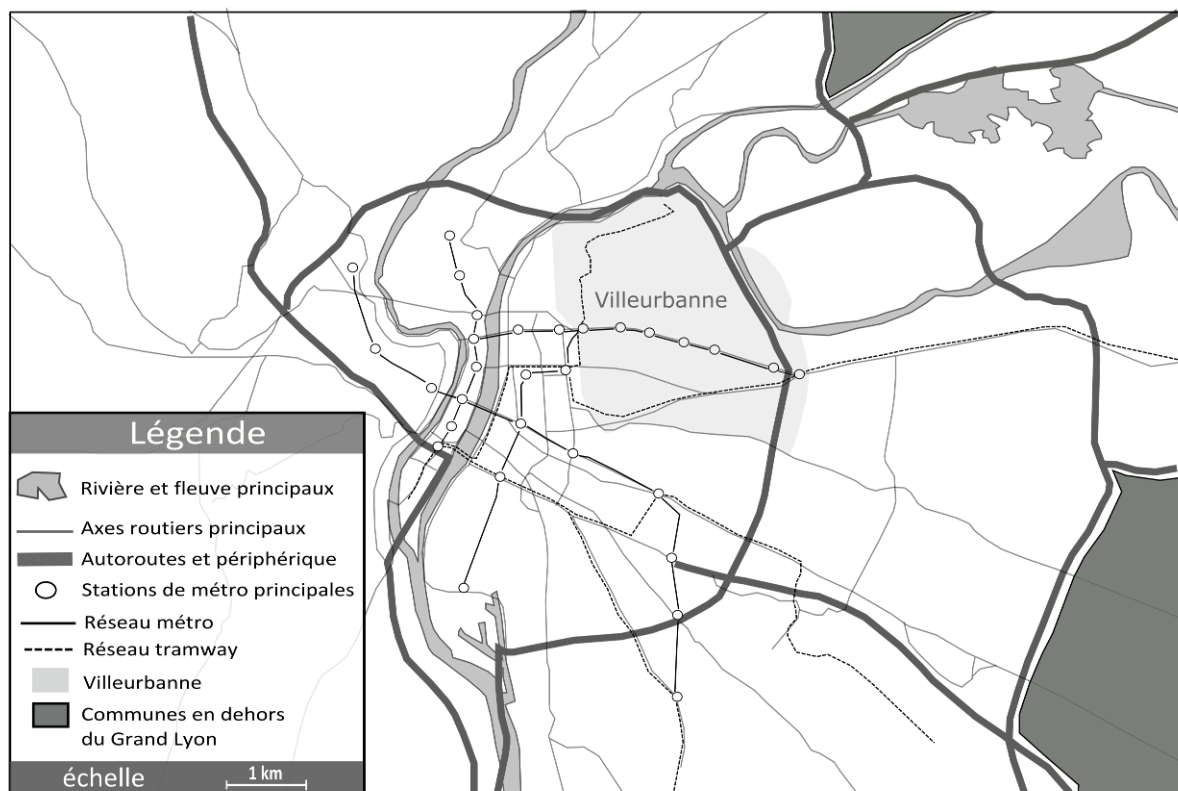 Villeurbanne
Légende
Rivière et fleuve principaux
Axes routiers principaux
Autoroutes et périphérique
Stations de métro principales
Réseau métro
Réseau tramway
Villeurbanne
Communes en dehors
du Grand Lyon
échelle
1 km